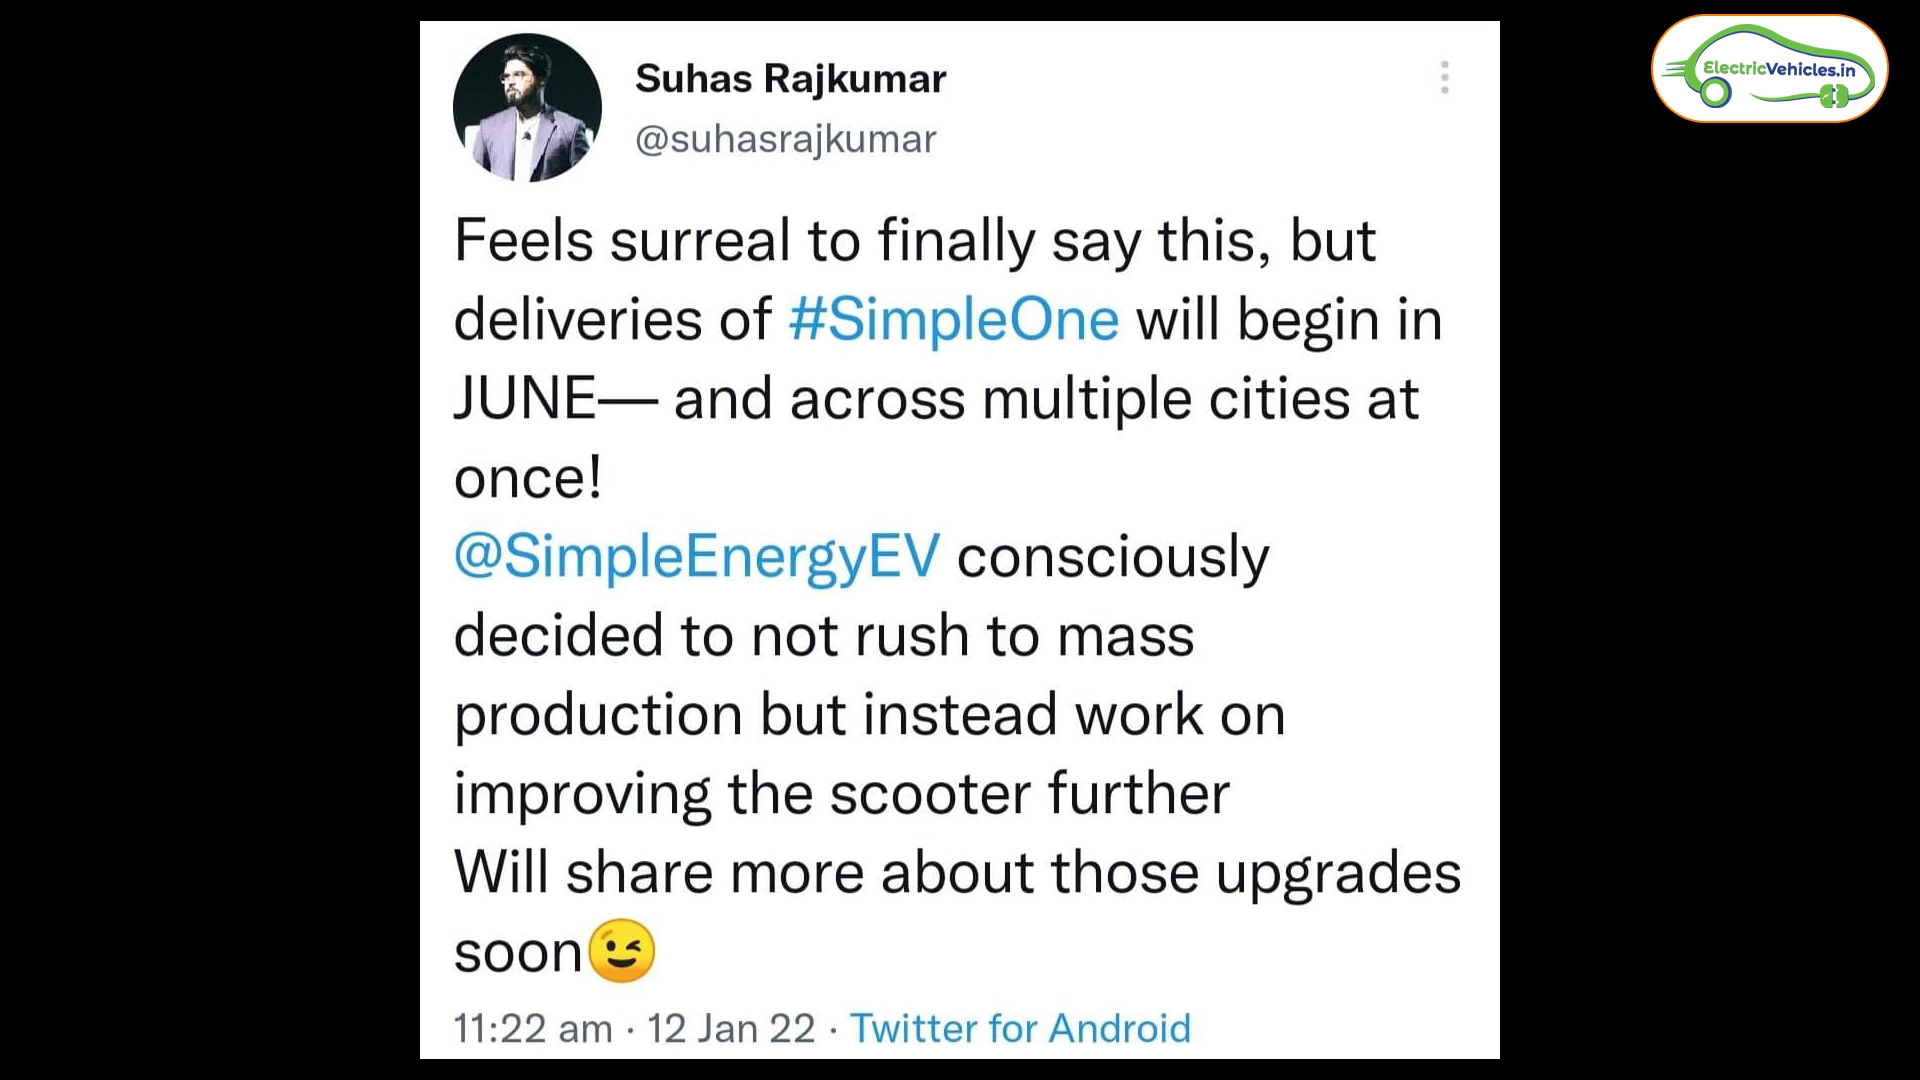 Suhas Rajkumar
@suhasrajkumar
ElectricVehicles.in
Feels surreal to finally say this, but
deliveries of #SimpleOne will begin in
JUNE— and across multiple cities at
once!
@SimpleEnergyEV consciously
decided to not rush to mass
production but instead work on
improving the scooter further
Will share more about those upgrades
soon😉
11:22 am · 12 Jan 22 · Twitter for Android